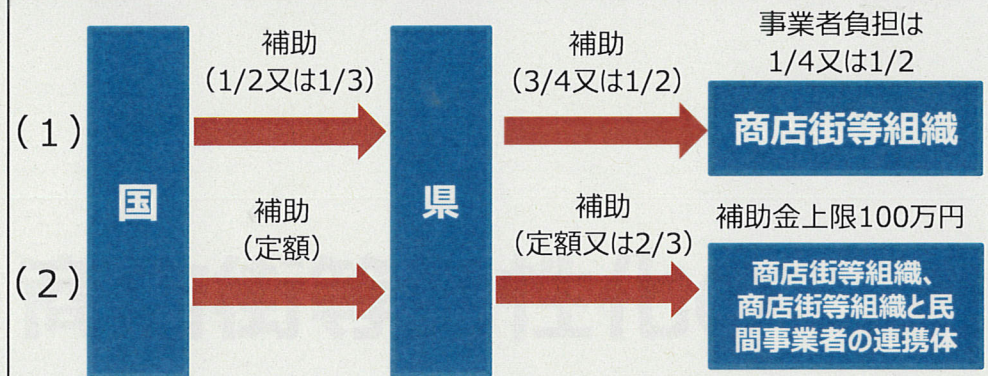 (1)
国
補助
(1/2又は1/3)
県
補助
(3/4又は1/2)
事業者負担は
1/4又は1/2
商店街等組織
(2)
補助
(定額)
補助
(定額又は2/3)
補助金上限100万円
商店街等組織、
商店街等組織と民
間事業者の連携体